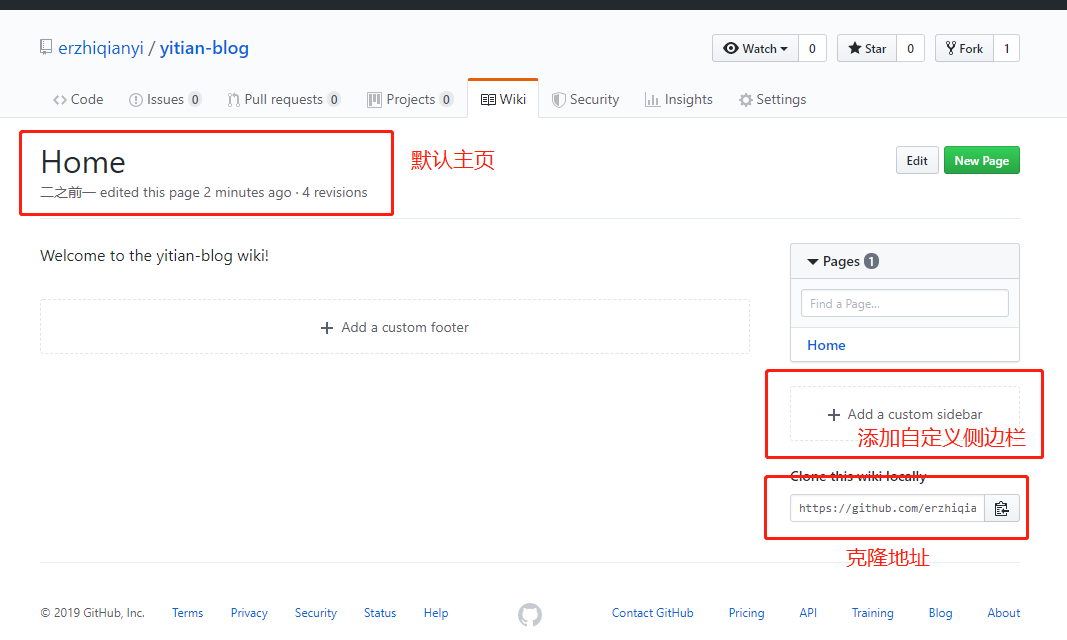 erzhiqianyi / yitian-blog
Watch 0 Star 0 Fork 1
Code Issues 0 Pull requests 0 Projects 0 Wiki Security Insights Settings
Home
默认主页
Edit New Page
二之前一 edited this page 2 minutes ago · 4 revisions
Welcome to the yitian-blog wiki!
Pages 1
Find a Page...
Home
Add a custom footer
Add a custom sidebar
添加自定义侧边栏
Clone this wiki locally
https://github.com/erzhiqia
克隆地址
© 2019 GitHub, Inc. Terms Privacy Security Status Help Contact GitHub Pricing API Training Blog About